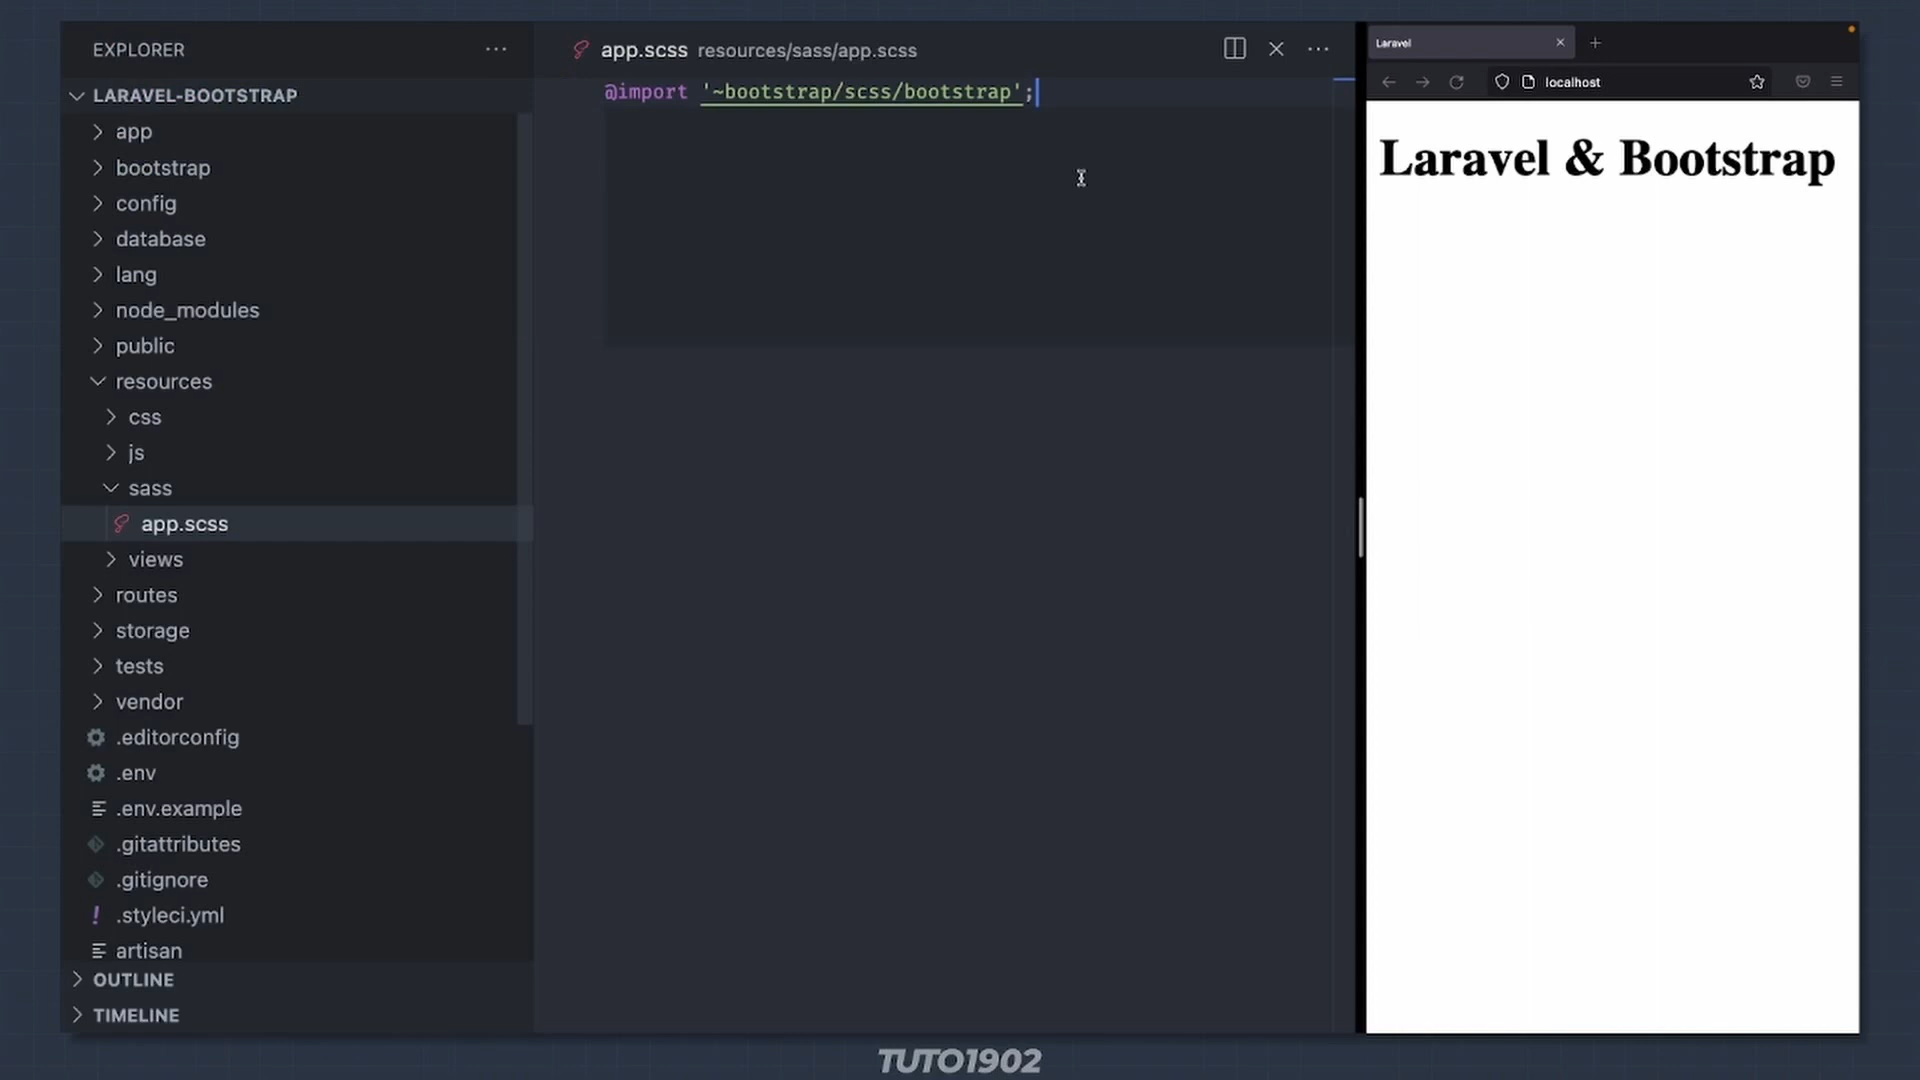 EXPLORER
LARAVEL-BOOTSTRAP
app
bootstrap
config
database
lang
node_modules
public
resources
css
js
sass
app.scss
views
routes
storage
tests
vendor
.editorconfig
.env
.env.example
.gitattributes
.gitignore
.styleci.yml
artisan
OUTLINE
TIMELINE
app.scss resources/sass/app.scss
@import '~bootstrap/scss/bootstrap';
Laravel
localhost
Laravel & Bootstrap
TUTO1902